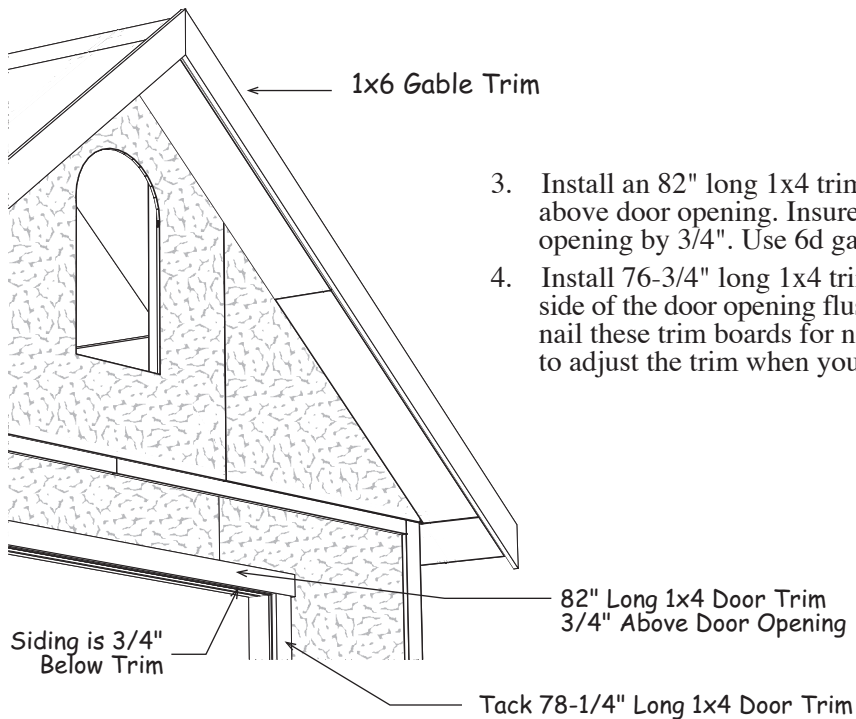 1x6 Gable Trim
3. Install an 82" long 1x4 trim
above door opening. Insure
opening by 3/4". Use 6d
4. Install 76-3/4" long 1x4
side of the door opening
nail these trim boards for
to adjust the trim when you
82" Long 1x4 Door Trim
3/4" Above Door Opening
Siding is 3/4"
Below Trim
Tack 78-1/4" Long 1x4 Door Trim